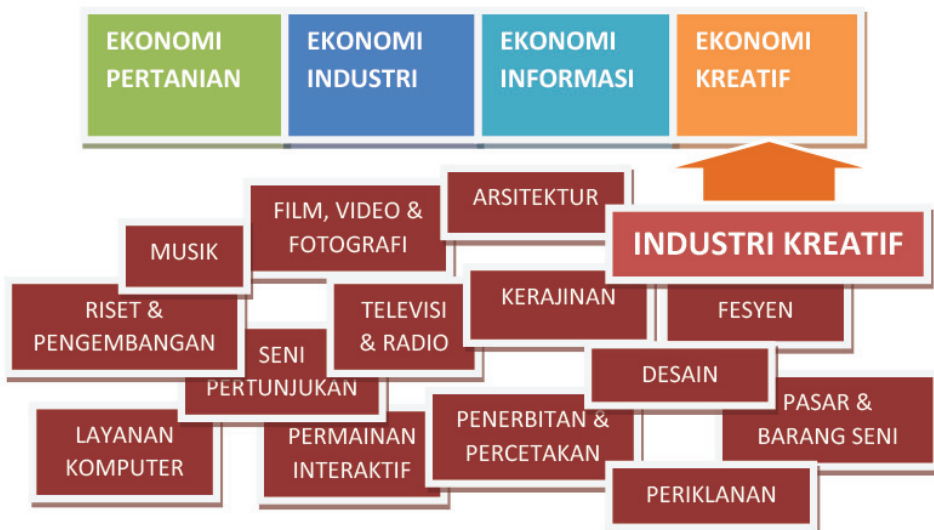 EKONOMI
PERTANIAN
EKONOMI
INDUSTRI
EKONOMI
INFORMASI
EKONOMI
KREATIF
ARSITEKTUR
FILM, VIDEO &
FOTOGRAFI
MUSIK
INDUSTRI KREATIF
RISET &
PENGEMBANGAN
TELEVISI
& RADIO
KERAJINAN
FESYEN
SENI
PERTUNJUKAN
DESAIN
LAYANAN
KOMPUTER
PERMAINAN
INTERAKTIF
PENERBITAN &
PERCETAKAN
PASAR &
BARANG SENI
PERIKLANAN